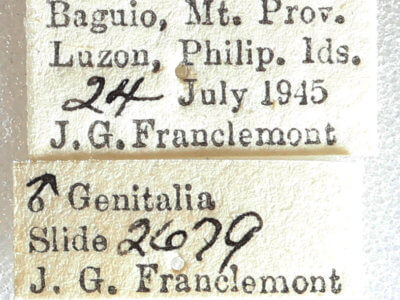 Baguio, Mt. Prov.
Luzon, Philip. Ids.
24 July 1945
J. G. Franclemont
♂ Genitalia
Slide 2679
J. G. Franclemont